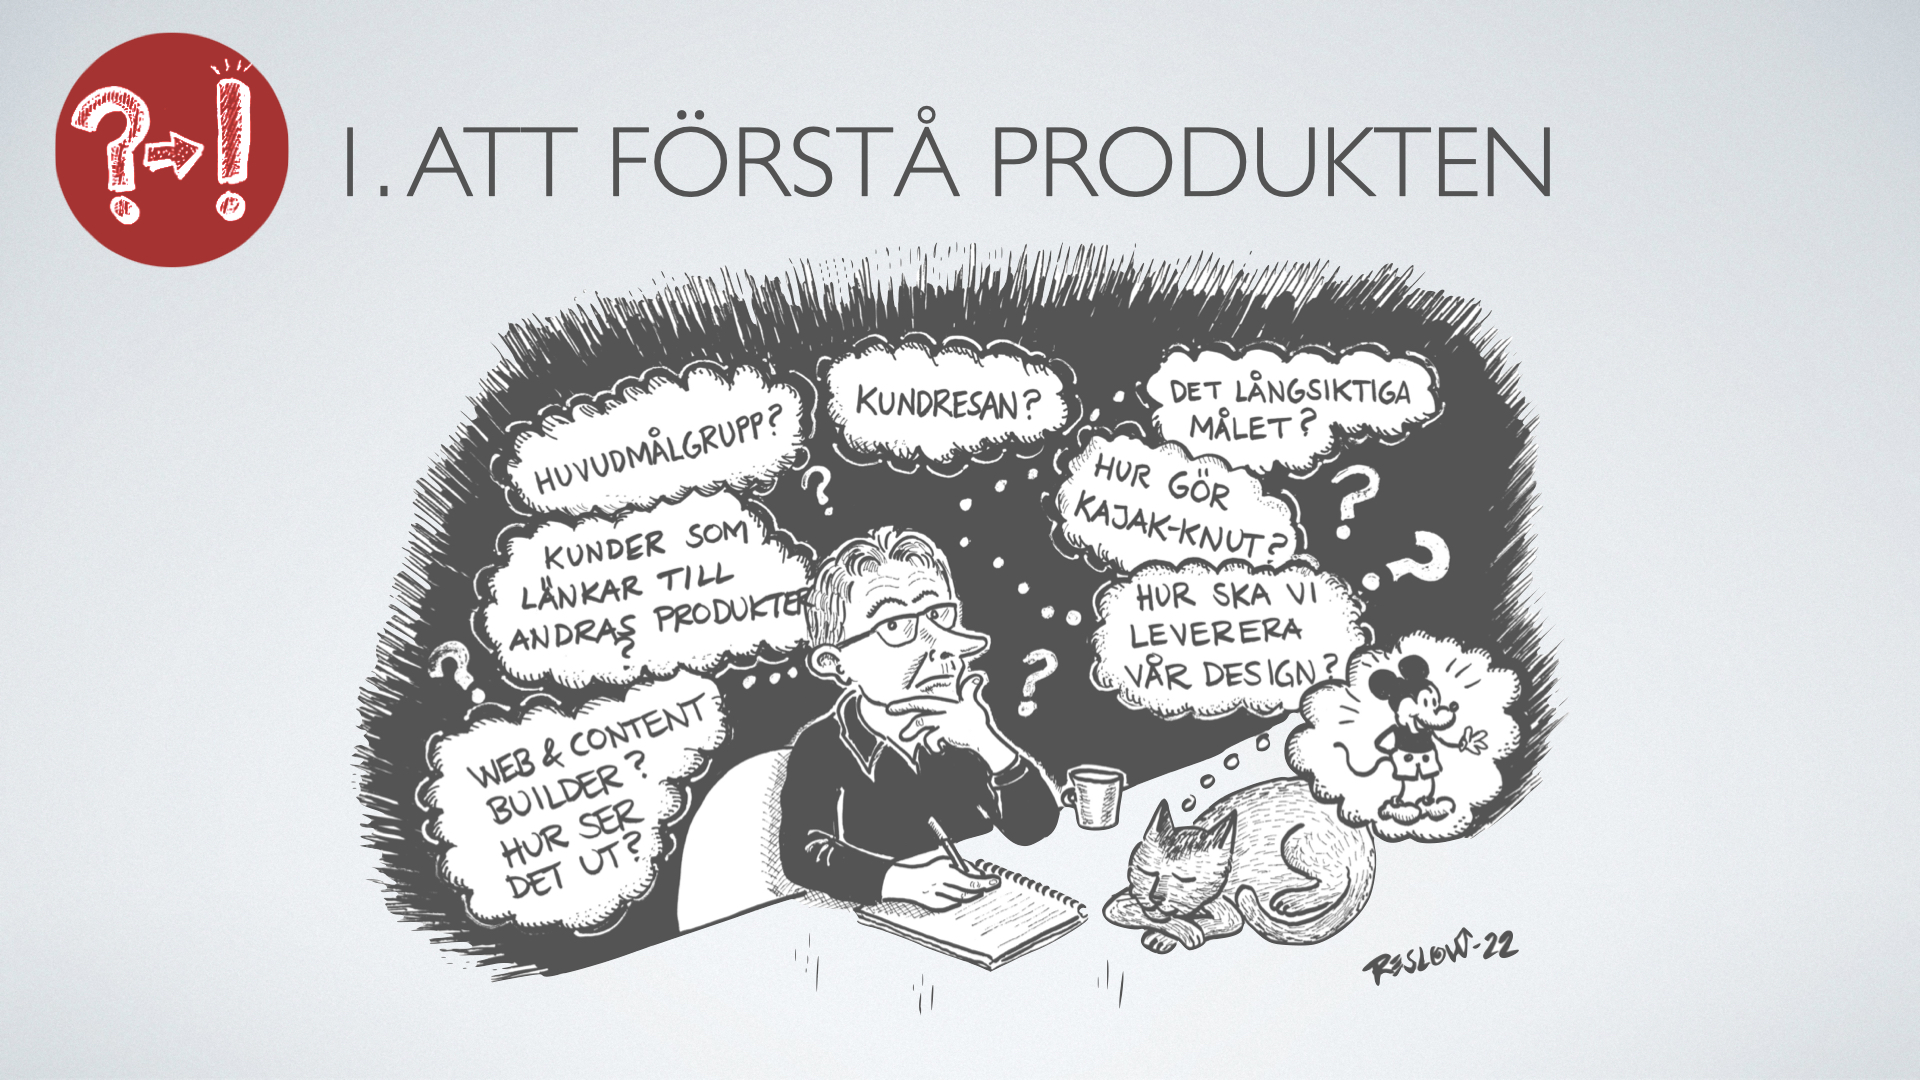 ?→!
1. ATT FÖRSTÅ PRODUKTEN
HUVUDMÅLGRUPP?
KUNDRESAN?
DET LÅNGSIKTIGA
MÅLET?
HUR GÖR
KAJAK-KNUT?
KUNDER SOM
LÄNKAR TILL
ANDRAS PRODUKTER
?
HUR SKA VI
LEVERERA
VÅR DESIGN?
WEB & CONTENT
BUILDER?
HUR SER
DET UT?
?
?
?
?
?
RESLOW-22